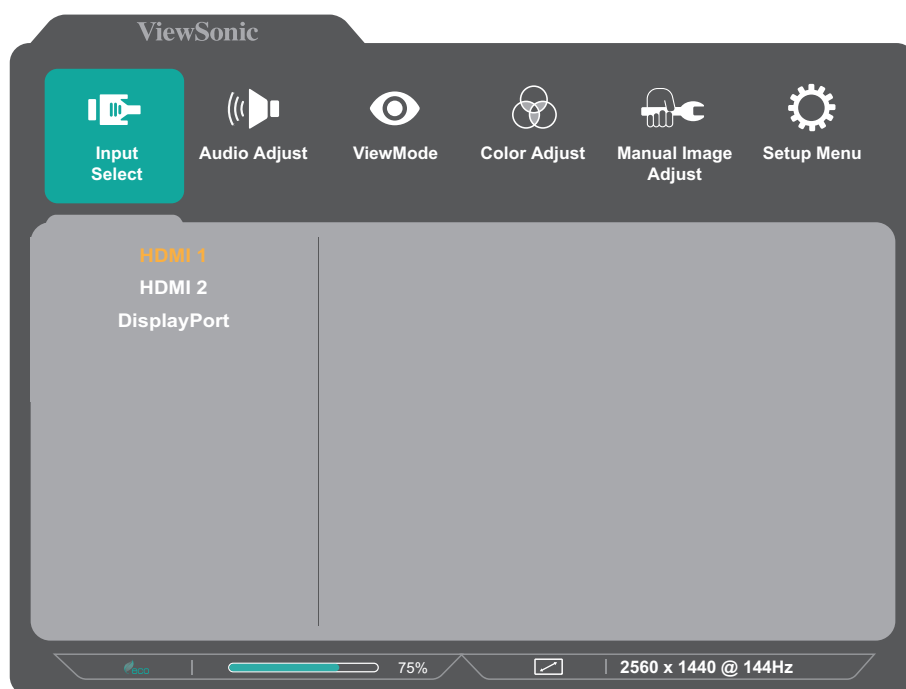 ViewSonic
Input
Select
Audio Adjust
ViewMode
Color Adjust
Manual Image
Adjust
Setup Menu
HDMI 1
HDMI 2
DisplayPort
eco
75%
2560 x 1440 @ 144Hz